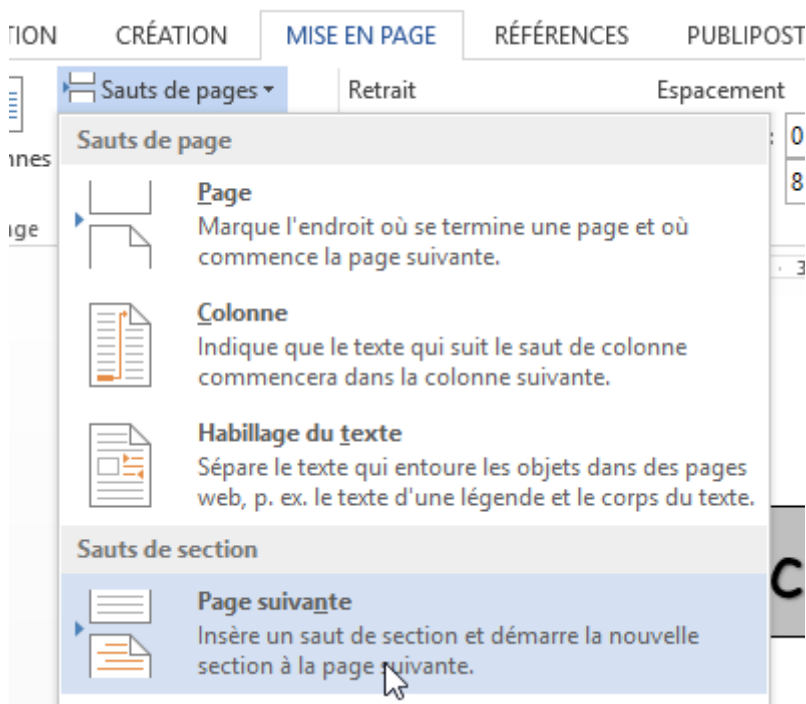 TION CRÉATION MISE EN PAGE RÉFÉRENCES PUBLIPOST
Sauts de pages Retrait Espacement
nnes
age
: 0
8
3
Sauts de page
Page
Marque l'endroit où se termine une page et où
commence la page suivante.
Colonne
Indique que le texte qui suit le saut de colonne
commencera dans la colonne suivante.
Habillage du texte
Sépare le texte qui entoure les objets dans des pages
web, p. ex. le texte d'une légende et le corps du texte.
Sauts de section
C
Page suivante
Insère un saut de section et démarre la nouvelle
section à la page suivante.